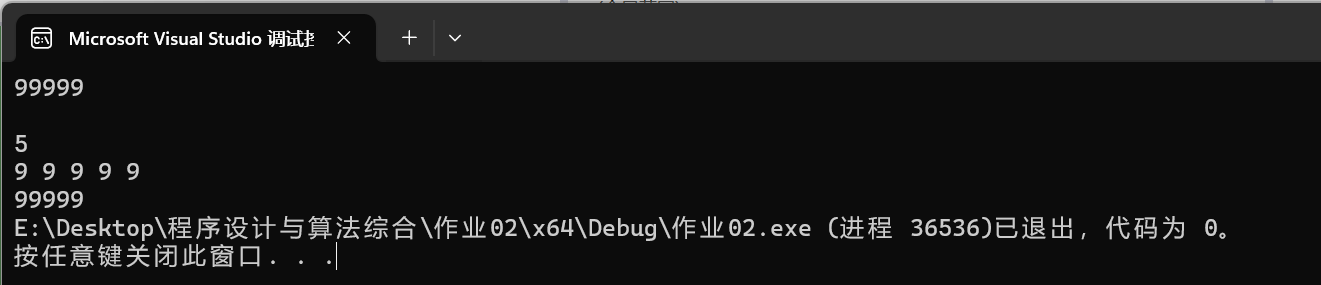 Microsoft Visual Studio 调试
99999
5
9 9 9 9 9
99999
E:\Desktop\程序设计与算法综合\作业02\x64\Debug\作业02.exe (进程 36536)已退出，代码为 0。
按任意键关闭此窗口. . .